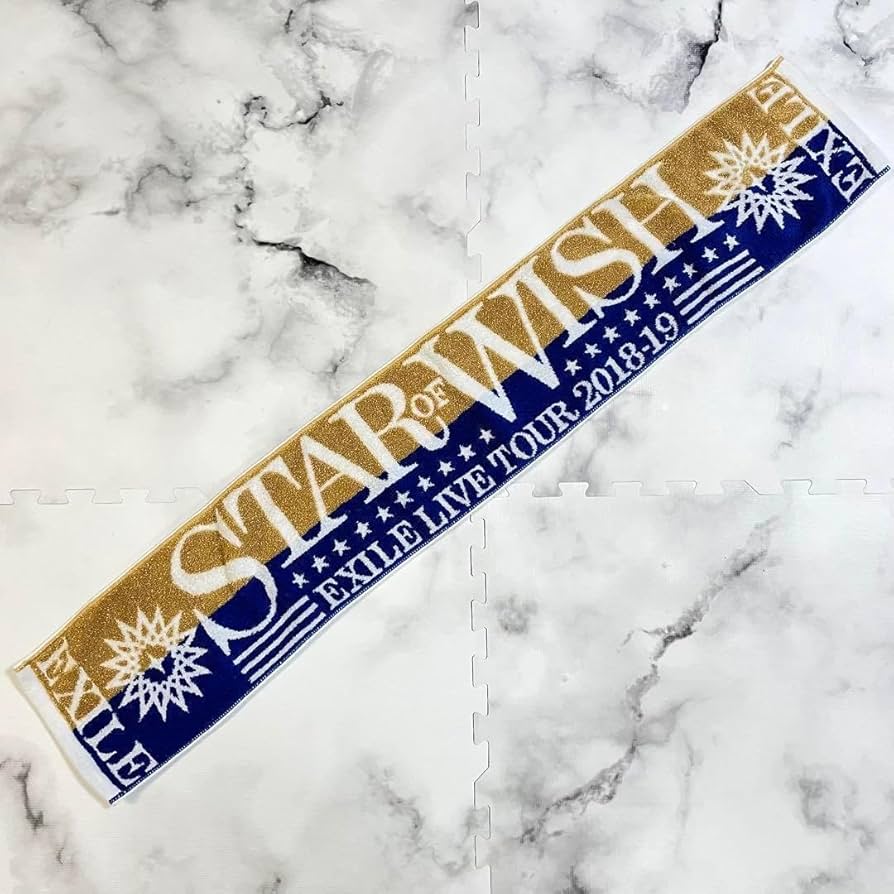 EXILE
STAR OF WISH
EXILE LIVE TOUR 2018-19
EXILE